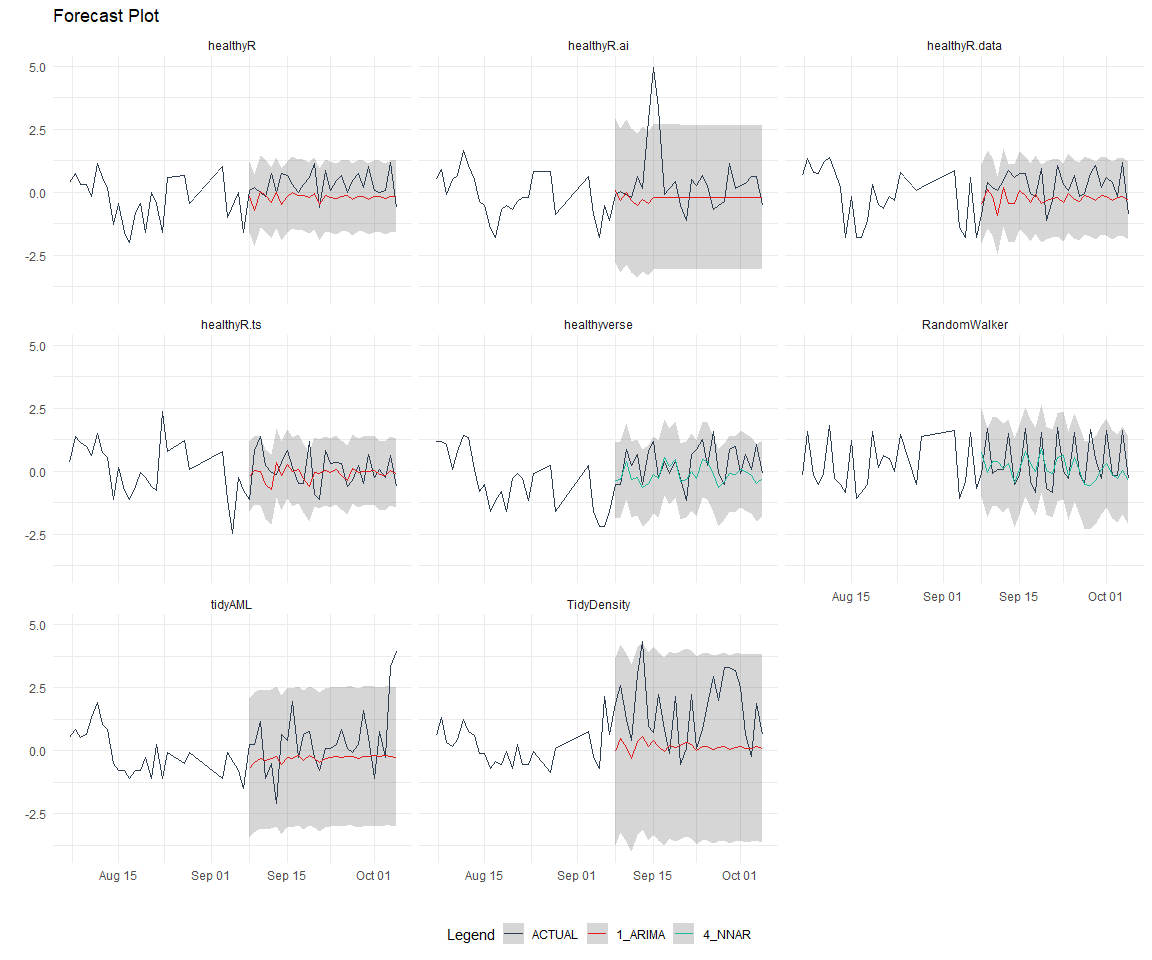 Forecast Plot
healthyR
healthyR.ai
healthyR.data
5.0
2.5
0.0
-2.5
healthyR.ts
healthyverse
RandomWalker
5.0
2.5
0.0
-2.5
Aug 15
Sep 01
Sep 15
Oct 01
tidyAML
TidyDensity
5.0
2.5
0.0
-2.5
Aug 15
Sep 01
Sep 15
Oct 01
Aug 15
Sep 01
Sep 15
Oct 01
Legend ACTUAL 1_ARIMA 4_NNAR